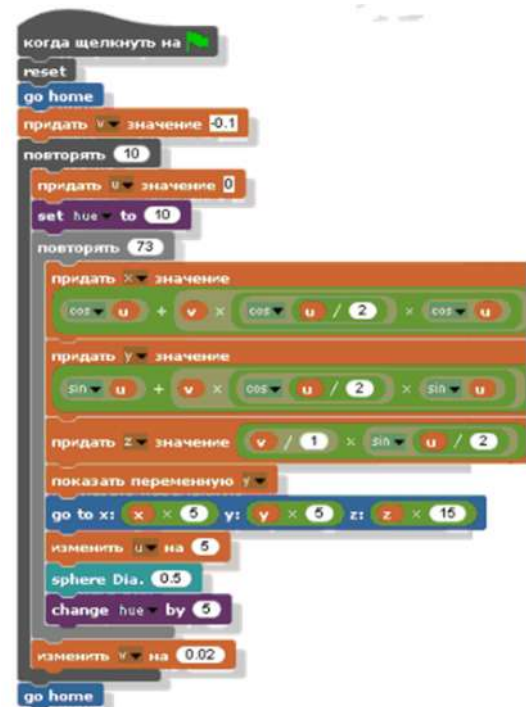 когда щелкнуть на
reset
go home
придать v значение -0.1
повторять 10
придать u значение 0
set hue to 10
повторять 73
придать x значение
cos u + v × cos u / 2 × cos u
придать y значение
sin u + v × cos u / 2 × sin u
придать z значение v / 1 × sin u / 2
показать переменную y
go to x: x × 5 y: y × 5 z: z × 15
изменить u на 5
sphere Dia. 0.5
change hue by 5
изменить v на 0.02
go home